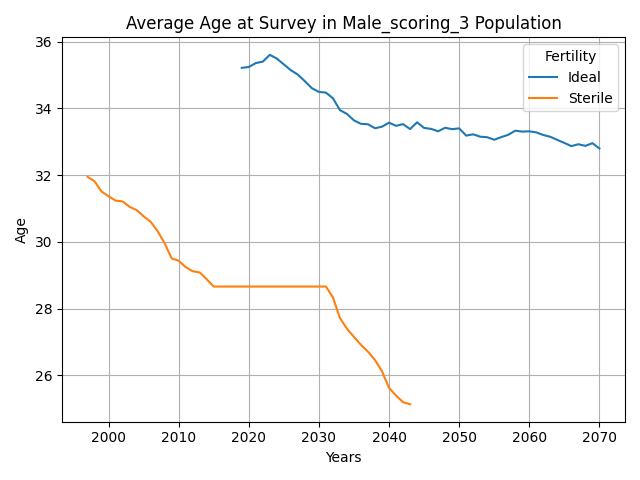 Average Age at Survey in Male_scoring_3 Population
Fertility
Ideal
Sterile
Age
36
34
32
30
28
26
2000 2010 2020 2030 2040 2050 2060 2070
Years